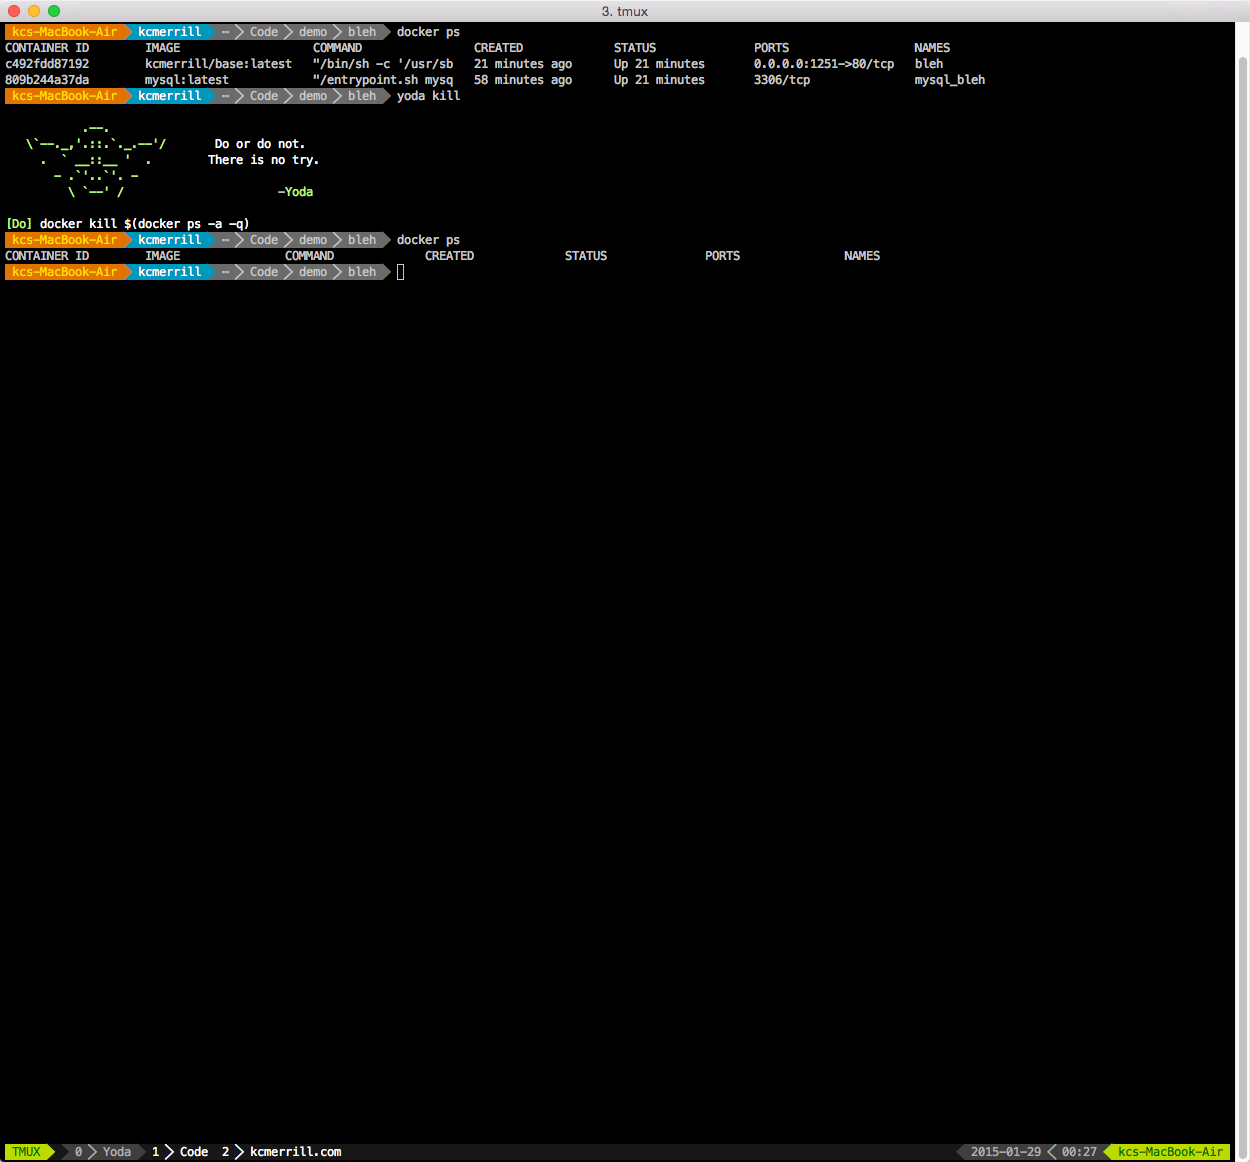 3. tmux
kcs-MacBook-Air kcmerrill ⋯ Code demo bleh docker ps
CONTAINER ID IMAGE COMMAND CREATED STATUS PORTS NAMES
c492fdd87192 kcmerrill/base:latest "/bin/sh -c '/usr/sb 21 minutes ago Up 21 minutes 0.0.0.0:1251->80/tcp bleh
809b244a37da mysql:latest "/entrypoint.sh mysq 58 minutes ago Up 21 minutes 3306/tcp mysql_bleh
kcs-MacBook-Air kcmerrill ⋯ Code demo bleh yoda kill
.--.
\`--._,'.::.`._.--'/ Do or do not.
. ` __::__ ' . There is no try.
- .`'..`'. -
\ `--' / -Yoda
[Do] docker kill $(docker ps -a -q)
kcs-MacBook-Air kcmerrill ⋯ Code demo bleh docker ps
CONTAINER ID IMAGE COMMAND CREATED STATUS PORTS NAMES
kcs-MacBook-Air kcmerrill ⋯ Code demo bleh
TMUX 0 Yoda 1 Code 2 kcmerrill.com 2015-01-29 00:27 kcs-MacBook-Air